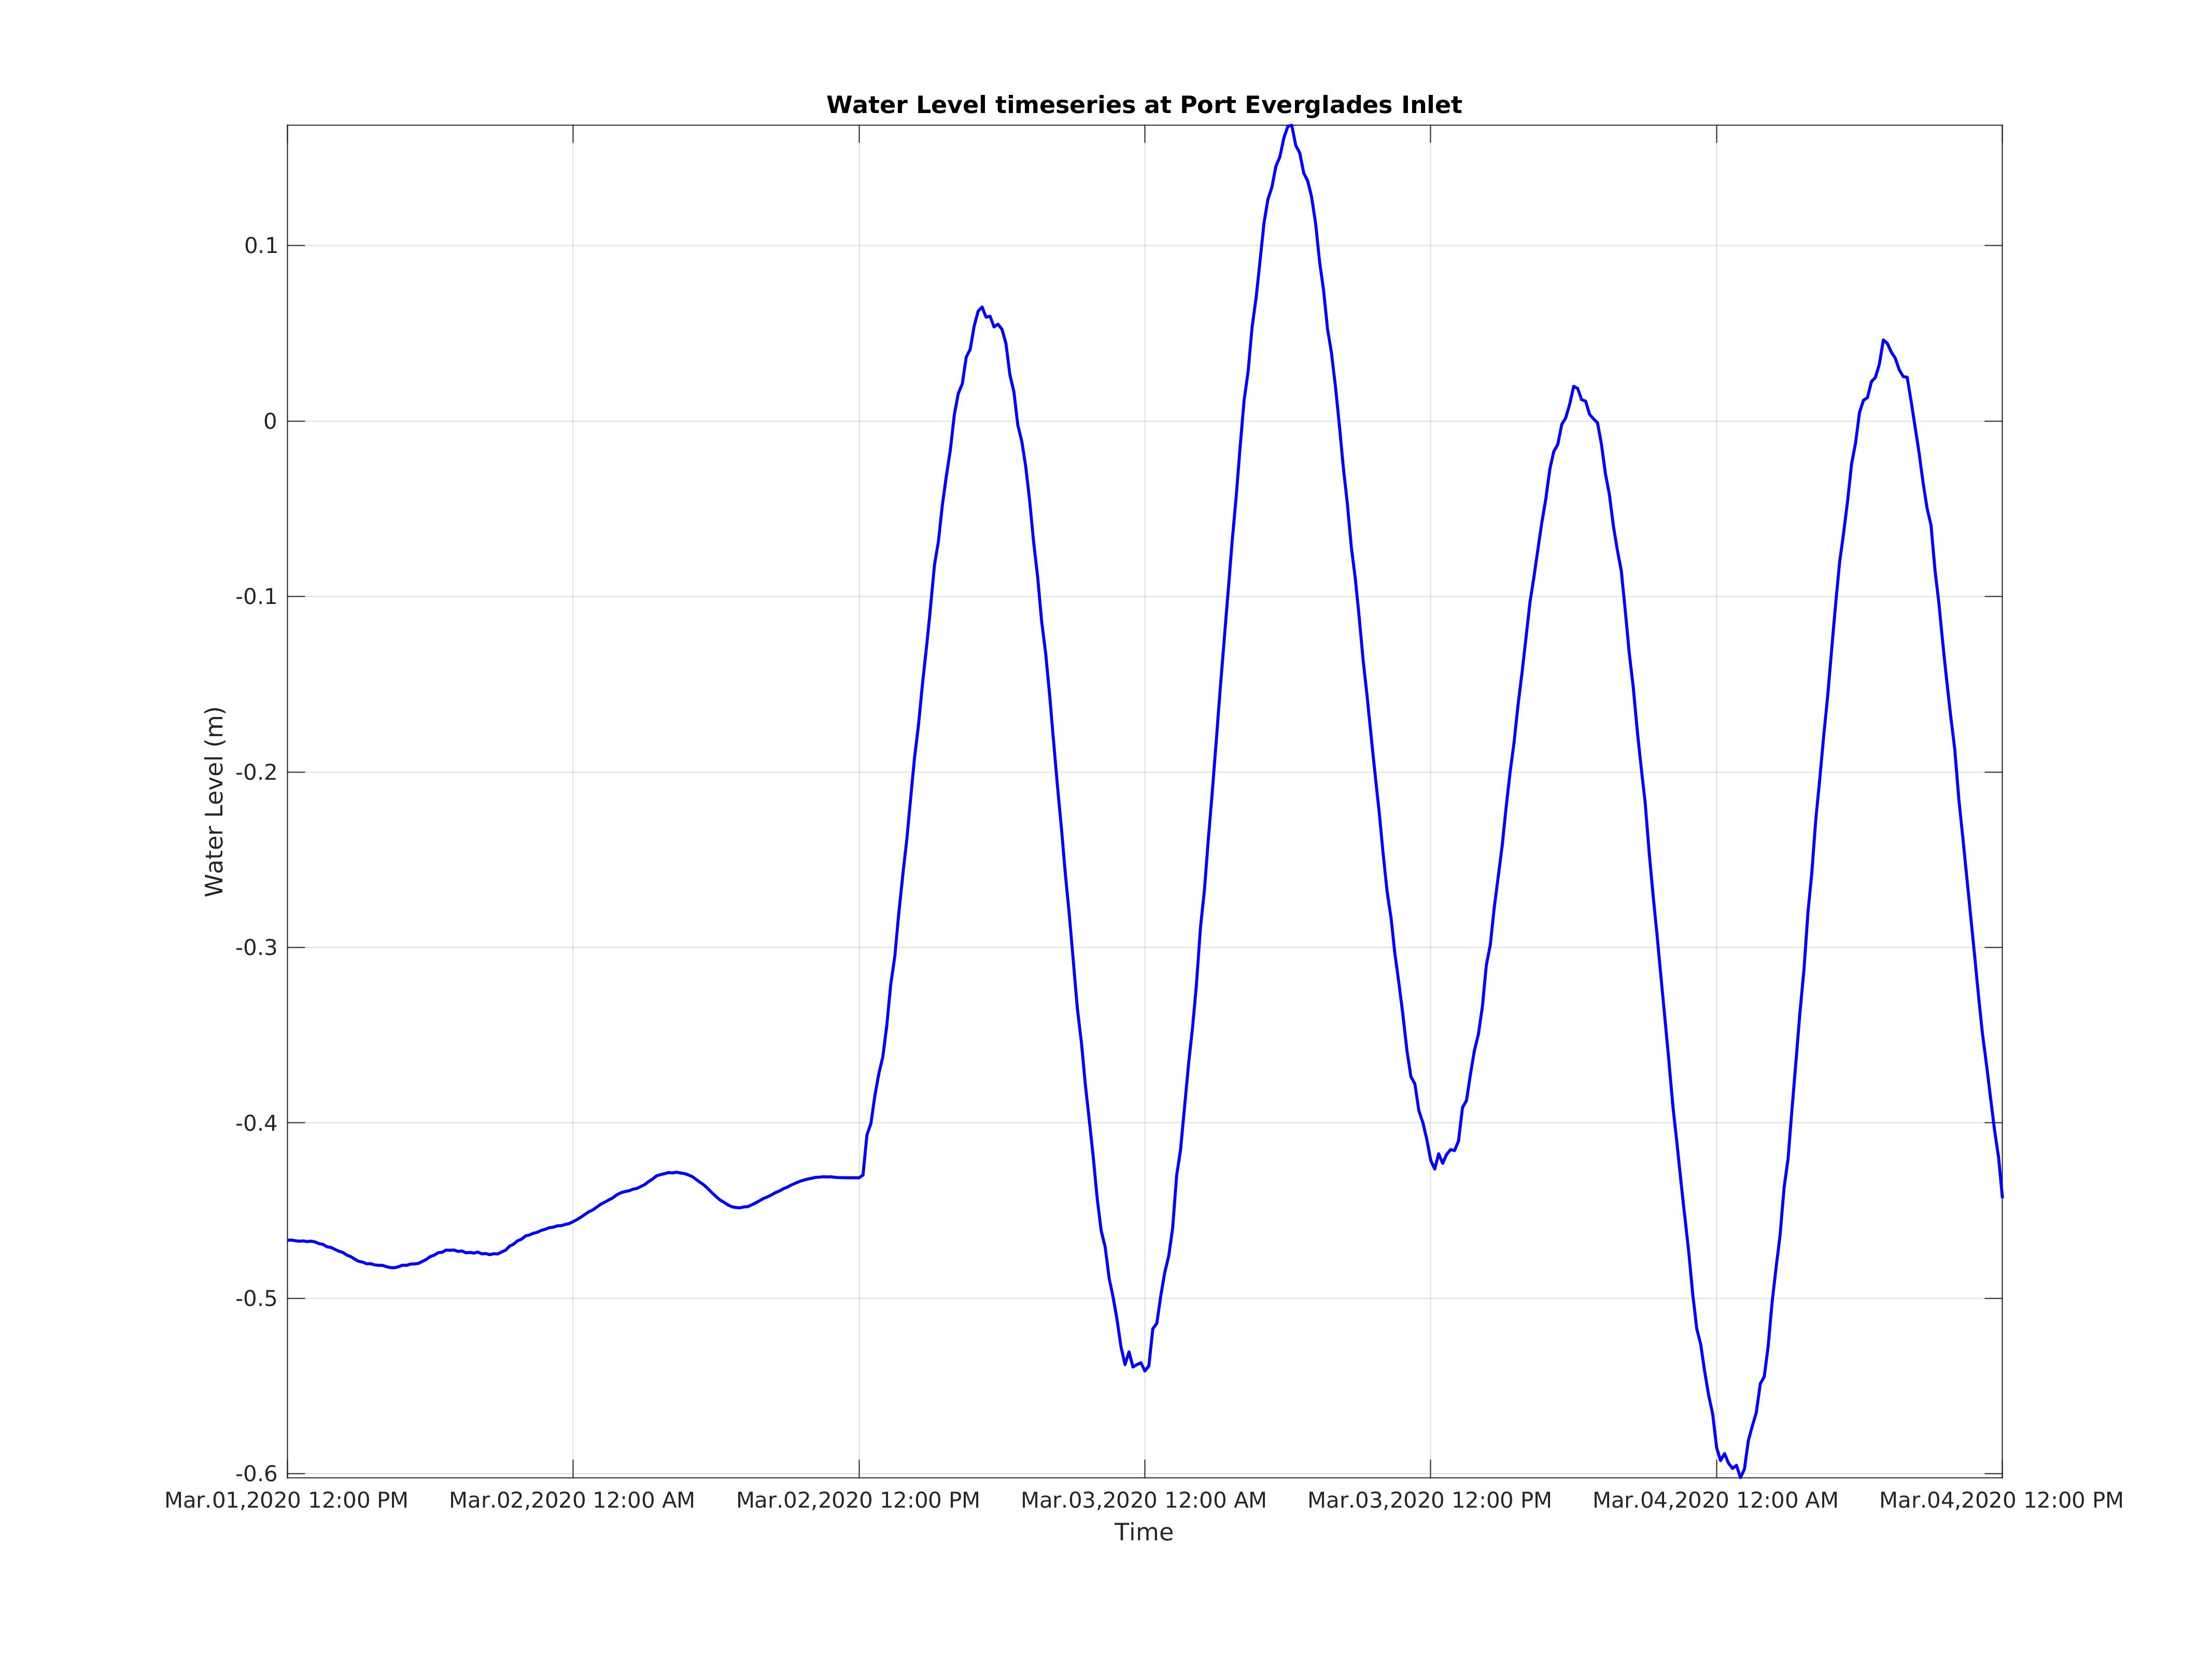 Water Level timeseries at Port Everglades Inlet
0.1
0
-0.1
-0.2
-0.3
-0.4
-0.5
-0.6
Water Level (m)
Mar.01,2020 12:00 PM Mar.02,2020 12:00 AM Mar.02,2020 12:00 PM Mar.03,2020 12:00 AM Mar.03,2020 12:00 PM Mar.04,2020 12:00 AM Mar.04,2020 12:00 PM
Time